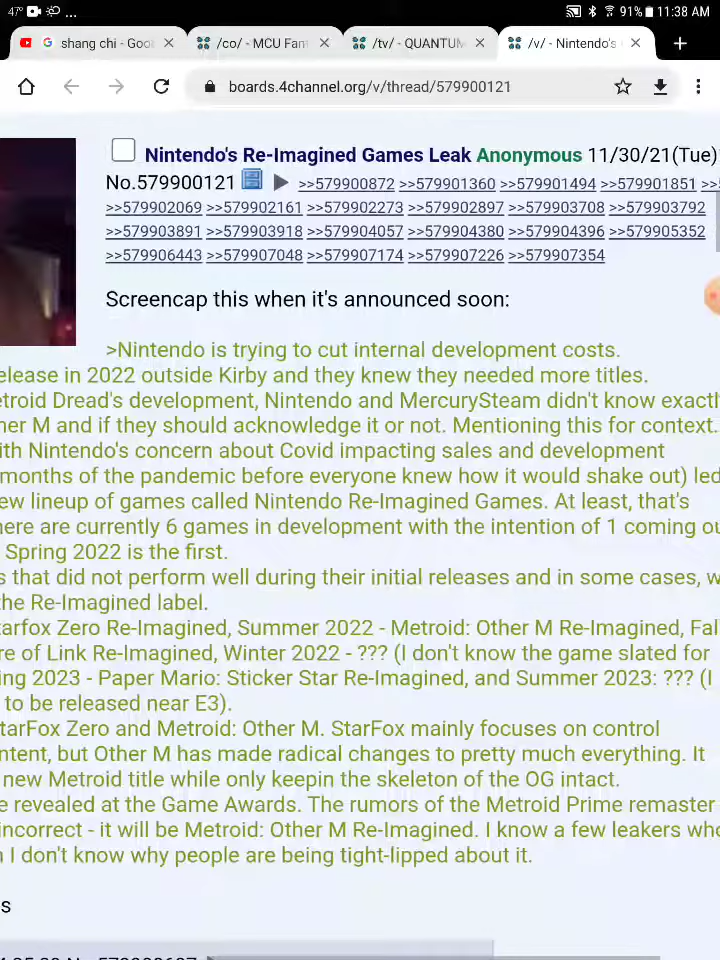 47° ... 91% 11:38 AM
shang chi - Goo × /co/ - MCU Fan × /tv/ - QUANTUM × /v/ - Nintendo's × +
boards.4channel.org/v/thread/579900121
Nintendo's Re-Imagined Games Leak Anonymous 11/30/21(Tue)
No.579900121 ▶ >>579900872 >>579901360 >>579901494 >>579901851 >>5
>>579902069 >>579902161 >>579902273 >>579902897 >>579903708 >>579903792
>>579903891 >>579903918 >>579904057 >>579904380 >>579904396 >>579905352
>>579906443 >>579907048 >>579907174 >>579907226 >>579907354
Screencap this when it's announced soon:
>Nintendo is trying to cut internal development costs.
elease in 2022 outside Kirby and they knew they needed more titles.
etroid Dread's development, Nintendo and MercurySteam didn't know exactly
her M and if they should acknowledge it or not. Mentioning this for context.
ith Nintendo's concern about Covid impacting sales and development
months of the pandemic before everyone knew how it would shake out) led
ew lineup of games called Nintendo Re-Imagined Games. At least, that's
here are currently 6 games in development with the intention of 1 coming ou
Spring 2022 is the first.
s that did not perform well during their initial releases and in some cases, w
the Re-Imagined label.
tarfox Zero Re-Imagined, Summer 2022 - Metroid: Other M Re-Imagined, Fal
re of Link Re-Imagined, Winter 2022 - ??? (I don't know the game slated for
ing 2023 - Paper Mario: Sticker Star Re-Imagined, and Summer 2023: ??? (I
to be released near E3).
tarFox Zero and Metroid: Other M. StarFox mainly focuses on control
ntent, but Other M has made radical changes to pretty much everything. It
new Metroid title while only keepin the skeleton of the OG intact.
e revealed at the Game Awards. The rumors of the Metroid Prime remaster
incorrect - it will be Metroid: Other M Re-Imagined. I know a few leakers who
I don't know why people are being tight-lipped about it.
s